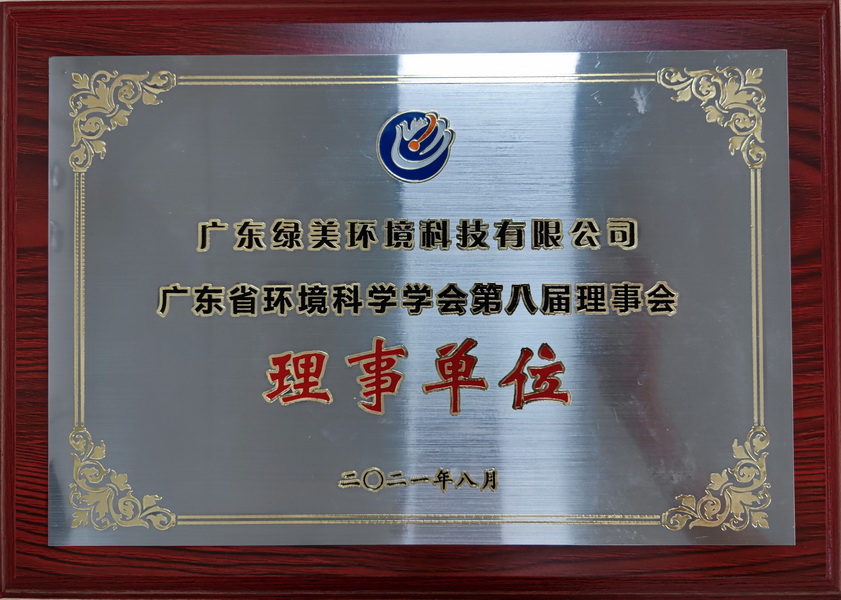 广东绿美环境科技有限公司
广东省环境科学学会第八届理事会
理事单位
二〇二一年八月